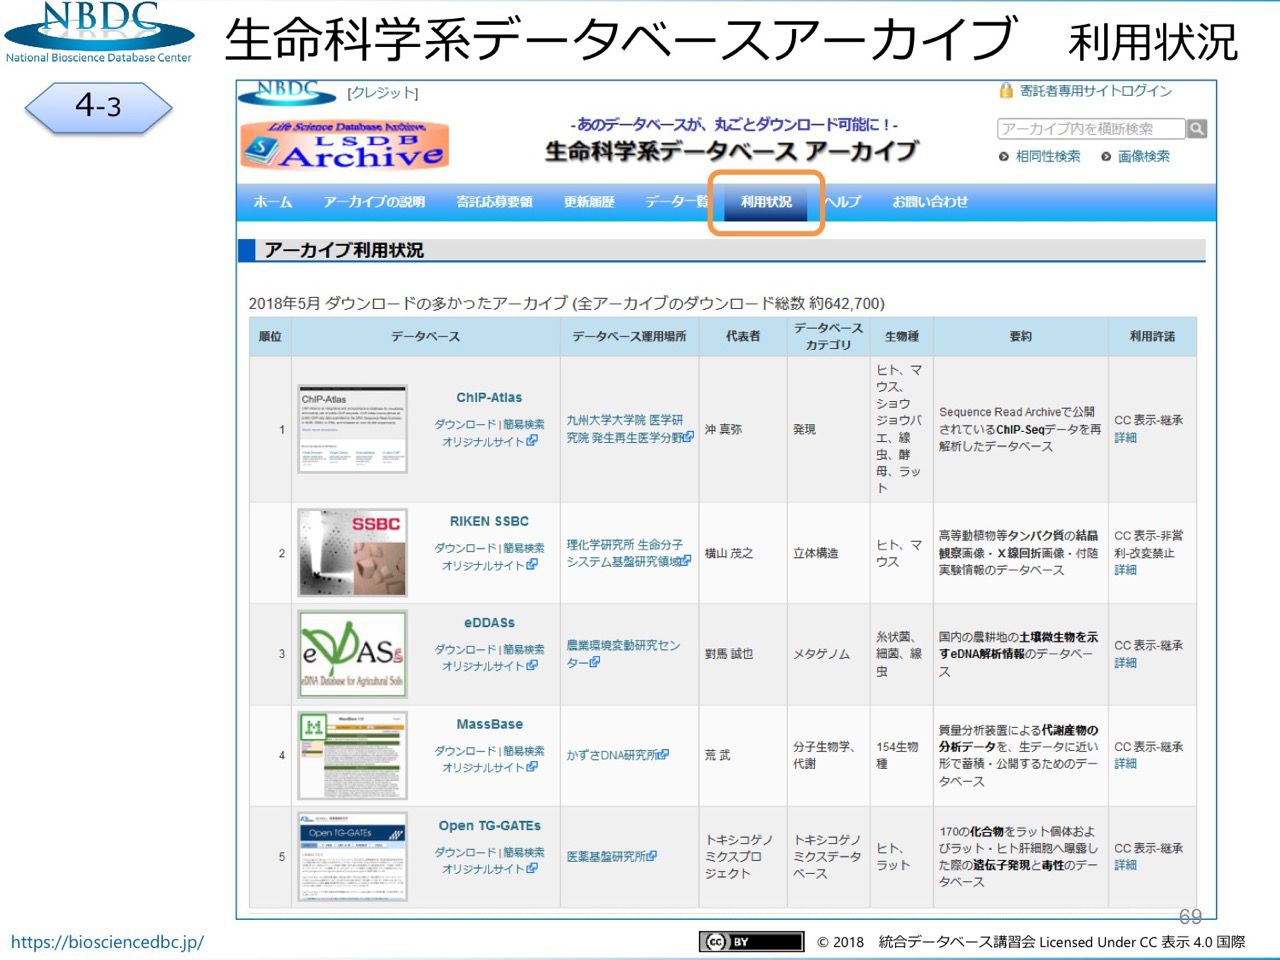 NBDC
National Bioscience Database Center
生命科学系データベースアーカイブ　利用状況
4-3
NBDC
[クレジット]
寄託者専用サイトログイン
Life Science Database Archive
LSDB
Archive
-あのデータベースが、丸ごとダウンロード可能に！-
生命科学系データベース アーカイブ
アーカイブ内を横断検索
相同性検索 画像検索
ホーム アーカイブの説明 寄託応募要領 更新履歴 データ一覧 利用状況 ヘルプ お問い合わせ
アーカイブ利用状況
2018年5月 ダウンロードの多かったアーカイブ (全アーカイブのダウンロード総数 約642,700)
順位 データベース データベース運用場所 代表者 データベース
カテゴリ 生物種 要約 利用許諾
1
ChIP-Atlas
ChIP-Atlas
ダウンロード | 簡易検索
オリジナルサイト
九州大学大学院 医学研
究院 発生再生医学分野
沖 真弥
発現
ヒト、マ
ウス、
ショウ
ジョウバ
エ、線
虫、酵
母、ラッ
ト
Sequence Read Archiveで公開
されているChIP-Seqデータを再
解析したデータベース
CC 表示-継承
詳細
2
SSBC
RIKEN SSBC
ダウンロード | 簡易検索
オリジナルサイト
理化学研究所 生命分子
システム基盤研究領域
横山 茂之
立体構造
ヒト、マ
ウス
高等動植物等タンパク質の結晶
観察画像・Ｘ線回折画像・付随
実験情報のデータベース
CC 表示-非営
利-改変禁止
詳細
3
eDDASs
eDNA Database for Agricultural Soils
eDDASs
ダウンロード | 簡易検索
オリジナルサイト
農業環境変動研究セン
ター
對馬 誠也
メタゲノム
糸状菌、
細菌、線
虫
国内の農耕地の土壌微生物を示
すeDNA解析情報のデータベー
ス
CC 表示-継承
詳細
4
MassBase
ダウンロード | 簡易検索
オリジナルサイト
かずさDNA研究所
荒 武
分子生物学、
代謝
154生物
種
質量分析装置による代謝産物の
分析データを、生データに近い
形で蓄積・公開するためのデー
タベース
CC 表示-継承
詳細
5
Open TG-GATEs
Open TG-GATEs
ダウンロード | 簡易検索
オリジナルサイト
医薬基盤研究所
トキシコゲノ
ミクスプロ
ジェクト
トキシコゲノ
ミクスデータ
ベース
ヒト、
ラット
170の化合物をラット個体およ
びラット・ヒト肝細胞へ曝露し
た際の遺伝子発現と毒性のデー
タベース
CC 表示-継承
詳細
69
https://biosciencedbc.jp/
cc BY
© 2018　統合データベース講習会 Licensed Under CC 表示 4.0 国際